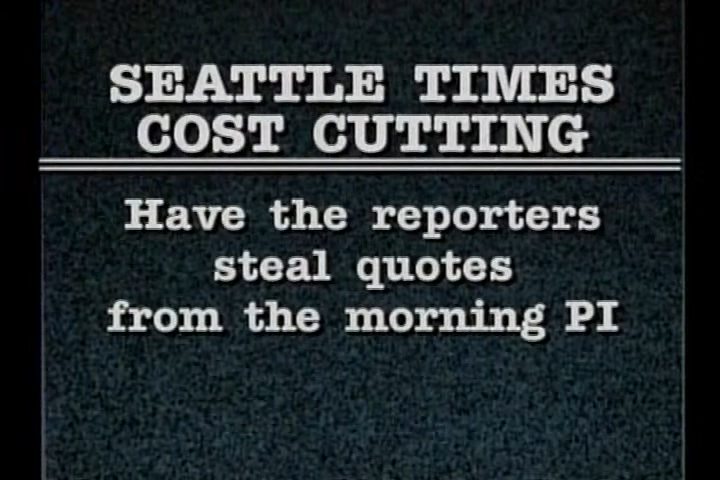 SEATTLE TIMES
COST CUTTING
Have the reporters
steal quotes
from the morning PI